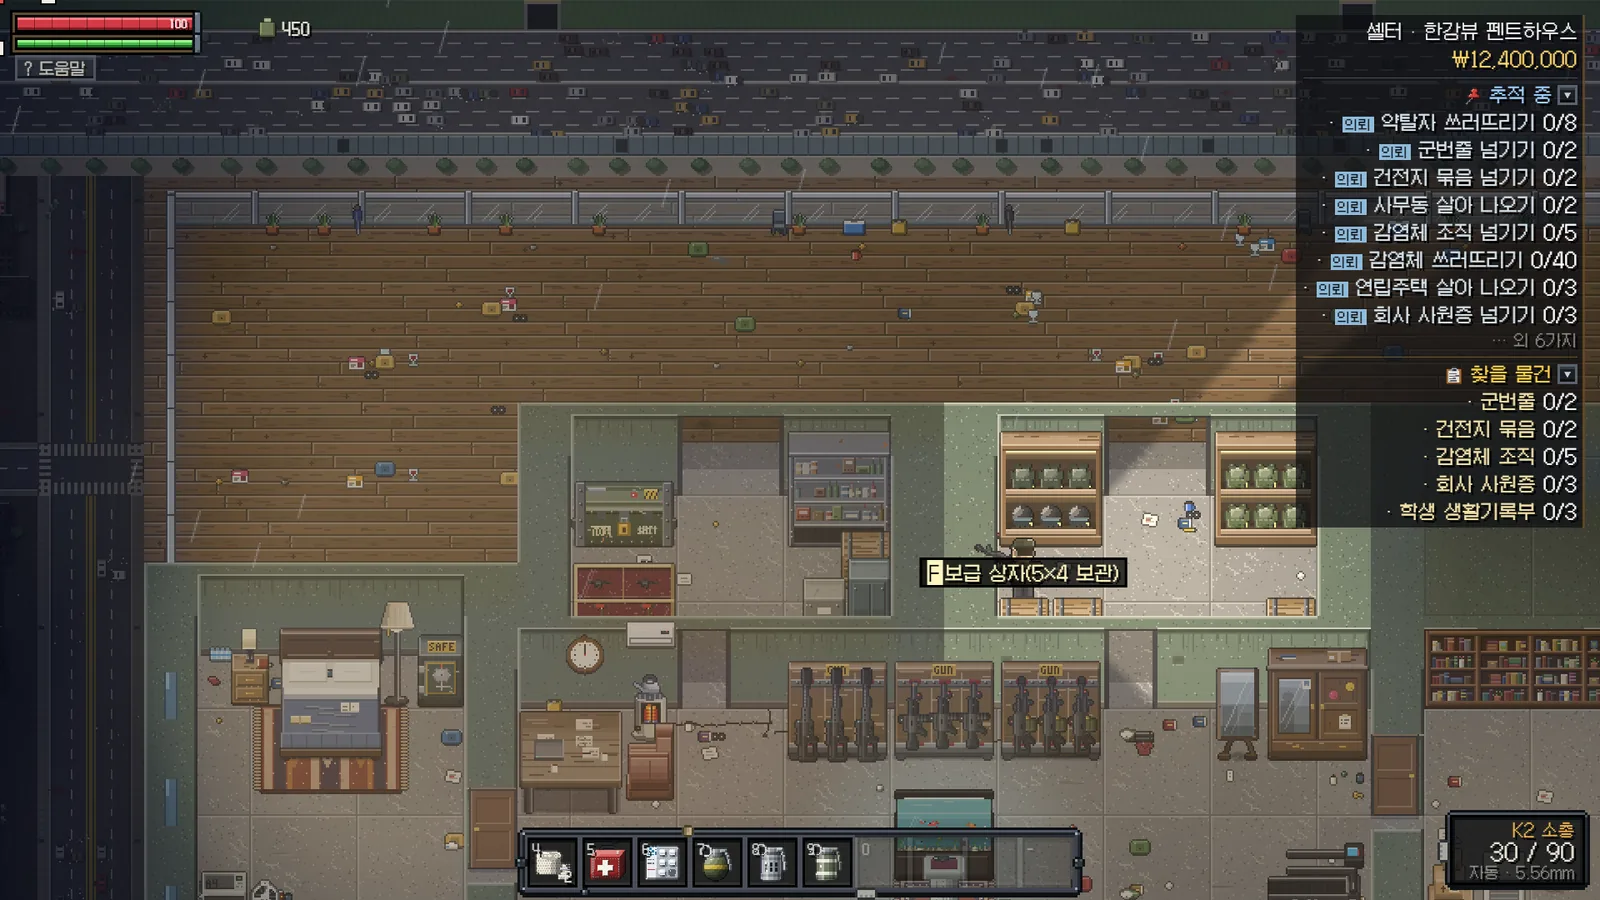 100
450
? 도움말
셸터 · 한강뷰 펜트하우스
₩12,400,000
추적 중
· 의뢰 약탈자 쓰러뜨리기 0/8
· 의뢰 군번줄 넘기기 0/2
· 의뢰 건전지 묶음 넘기기 0/2
· 의뢰 사무동 살아 나오기 0/2
· 의뢰 감염체 조직 넘기기 0/5
· 의뢰 감염체 쓰러뜨리기 0/40
· 의뢰 연립주택 살아 나오기 0/3
· 의뢰 회사 사원증 넘기기 0/3
··· 외 6가지
찾을 물건
· 군번줄 0/2
· 건전지 묶음 0/2
· 감염체 조직 0/5
· 회사 사원증 0/3
· 학생 생활기록부 0/3
F 보급 상자(5×4 보관)
SAFE
GUN
GUN
GUN
4
5
6
7
8
9
0
K2 소총
30 / 90
자동 · 5.56mm